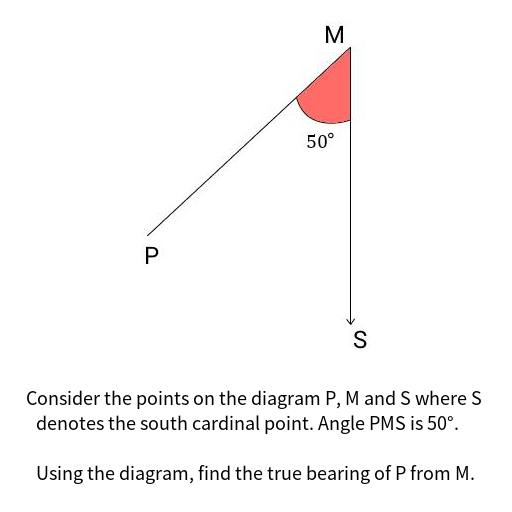 M
50°
P
S
Consider the points on the diagram P, M and S where S
denotes the south cardinal point. Angle PMS is 50°.
Using the diagram, find the true bearing of P from M.